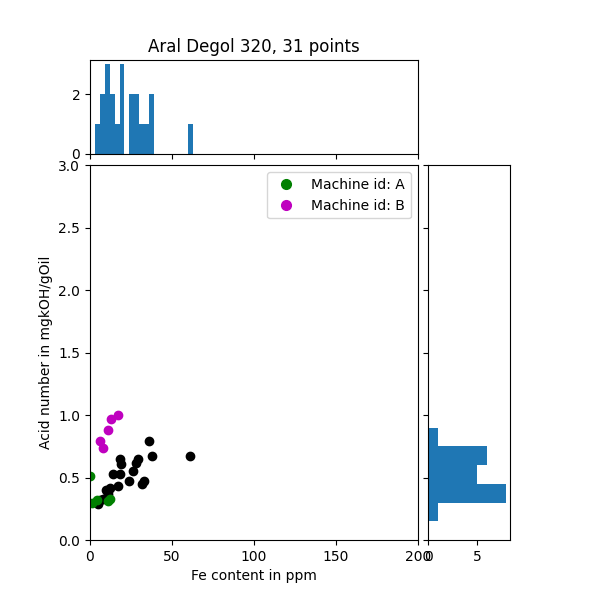 Aral Degol 320, 31 points
2
0
3.0
2.5
2.0
1.5
1.0
0.5
0.0
Acid number in mgkOH/gOil
Machine id: A
Machine id: B
0 50 100 150 200
0 5
Fe content in ppm